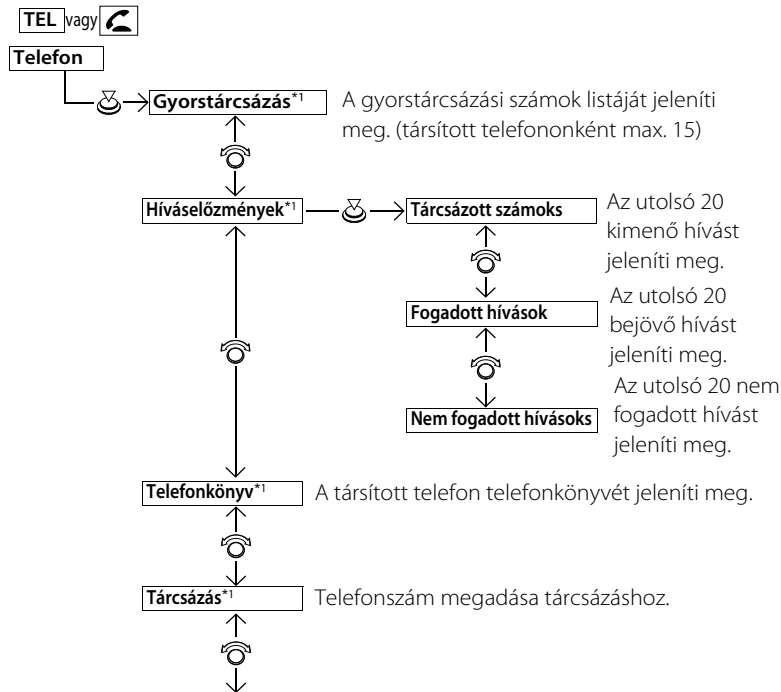 TEL vagy
Telefon
Gyorstárcsázás*1
A gyorstárcsázási számok listáját jeleníti
meg. (társított telefononként max. 15)
Híváselőzmények*1
Tárcsázott számoks
Az utolsó 20
kimenő hívást
jeleníti meg.
Fogadott hívások
Az utolsó 20
bejövő hívást
jeleníti meg.
Nem fogadott hívásoks
Az utolsó 20 nem
fogadott hívást
jeleníti meg.
Telefonkönyv*1
A társított telefon telefonkönyvét jeleníti meg.
Tárcsázás*1
Telefonszám megadása tárcsázáshoz.